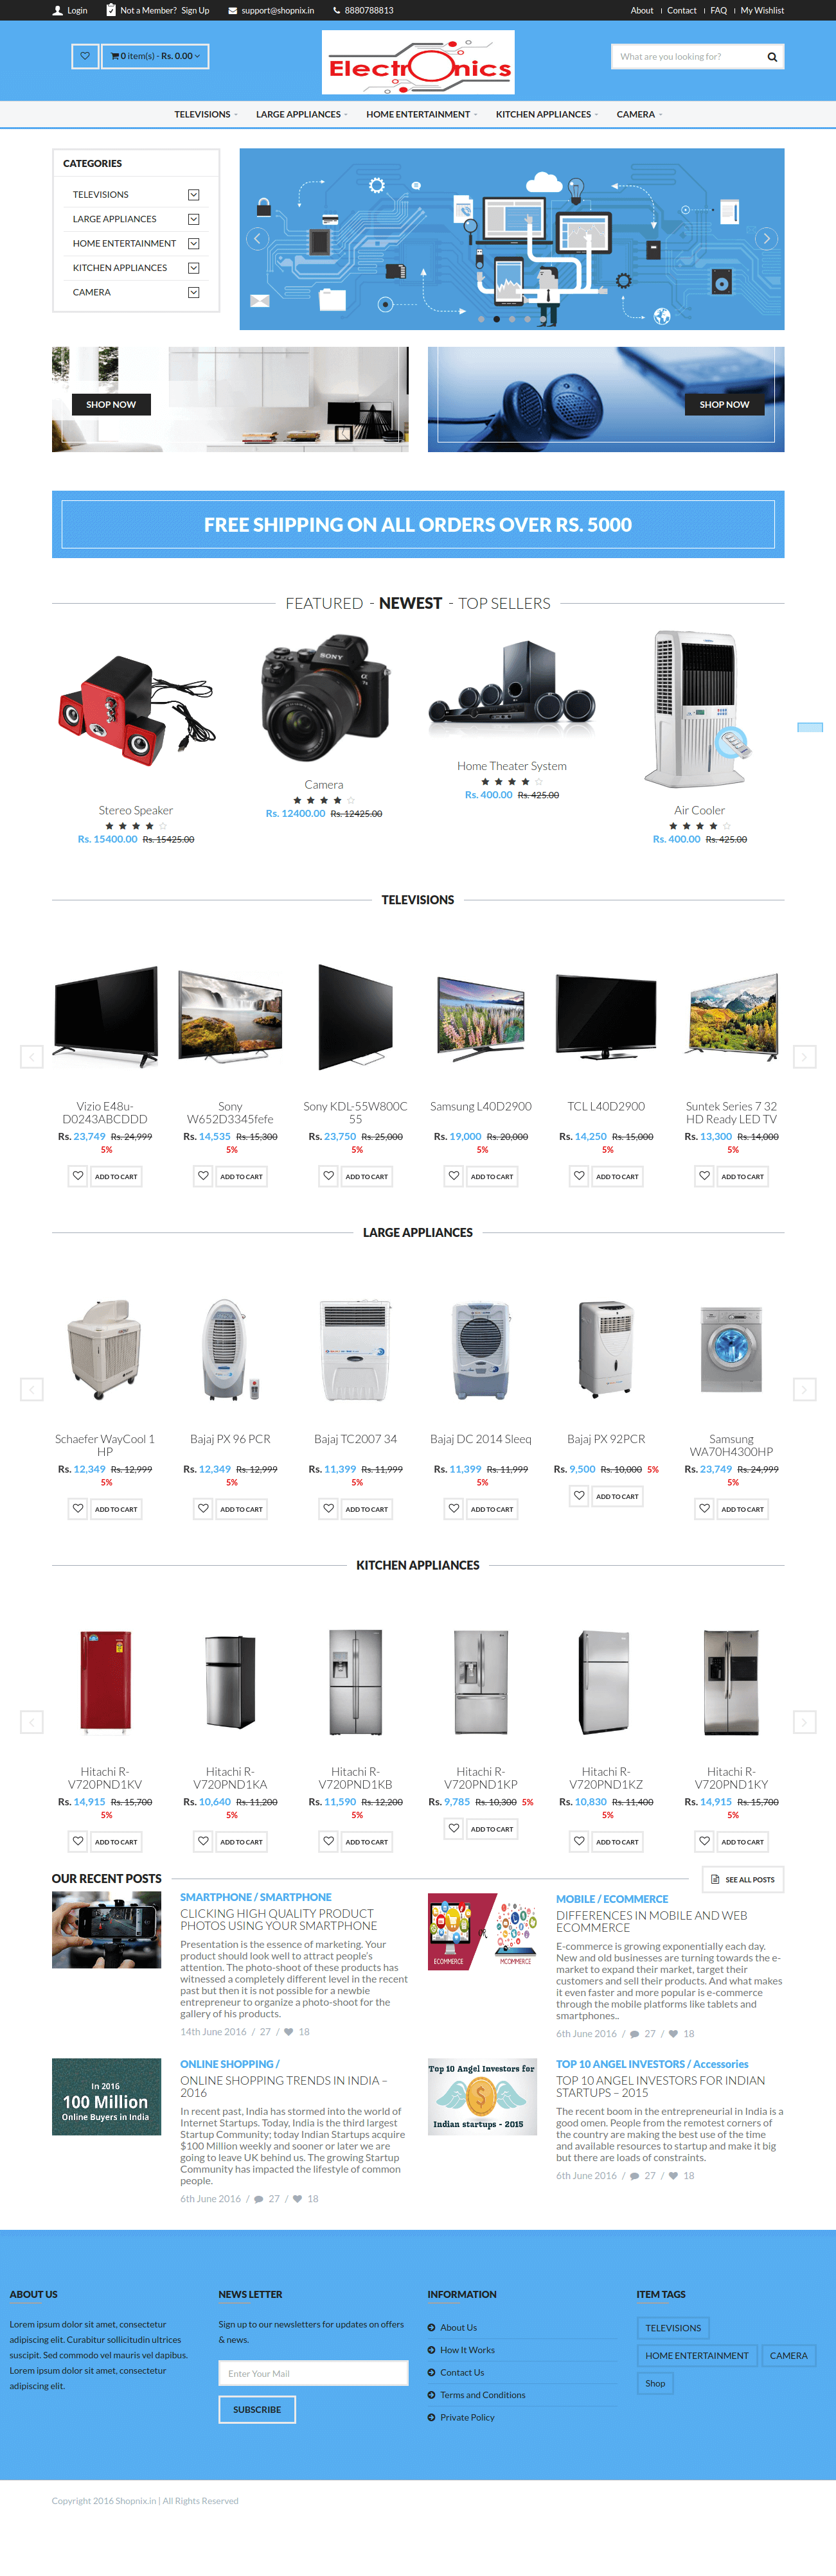 Login Not a Member? Sign Up support@shopnix.in 8880788813 About Contact FAQ My Wishlist
0 item(s) - Rs. 0.00
Electronics
What are you looking for?
TELEVISIONS LARGE APPLIANCES HOME ENTERTAINMENT KITCHEN APPLIANCES CAMERA
CATEGORIES
TELEVISIONS
LARGE APPLIANCES
HOME ENTERTAINMENT
KITCHEN APPLIANCES
CAMERA
SHOP NOW
SHOP NOW
FREE SHIPPING ON ALL ORDERS OVER RS. 5000
FEATURED - NEWEST - TOP SELLERS
SONY
Stereo Speaker
Rs. 15400.00 Rs. 15425.00
Camera
Rs. 12400.00 Rs. 12425.00
Home Theater System
Rs. 400.00 Rs. 425.00
Air Cooler
Rs. 400.00 Rs. 425.00
TELEVISIONS
Vizio E48u-
D0243ABCDDD
Rs. 23,749 Rs. 24,999
5%
ADD TO CART
Sony
W652D3345fefe
Rs. 14,535 Rs. 15,300
5%
ADD TO CART
Sony KDL-55W800C
55
Rs. 23,750 Rs. 25,000
5%
ADD TO CART
Samsung L40D2900
Rs. 19,000 Rs. 20,000
5%
ADD TO CART
TCL L40D2900
Rs. 14,250 Rs. 15,000
5%
ADD TO CART
Suntek Series 7 32
HD Ready LED TV
Rs. 13,300 Rs. 14,000
5%
ADD TO CART
LARGE APPLIANCES
Schaefer WayCool 1
HP
Rs. 12,349 Rs. 12,999
5%
ADD TO CART
Bajaj PX 96 PCR
Rs. 12,349 Rs. 12,999
5%
ADD TO CART
Bajaj TC2007 34
Rs. 11,399 Rs. 11,999
5%
ADD TO CART
Bajaj DC 2014 Sleeq
Rs. 11,399 Rs. 11,999
5%
ADD TO CART
Bajaj PX 92PCR
Rs. 9,500 Rs. 10,000 5%
ADD TO CART
Samsung
WA70H4300HP
Rs. 23,749 Rs. 24,999
5%
ADD TO CART
KITCHEN APPLIANCES
Hitachi R-
V720PND1KV
Rs. 14,915 Rs. 15,700
5%
ADD TO CART
Hitachi R-
V720PND1KA
Rs. 10,640 Rs. 11,200
5%
ADD TO CART
Hitachi R-
V720PND1KB
Rs. 11,590 Rs. 12,200
5%
ADD TO CART
Hitachi R-
V720PND1KP
Rs. 9,785 Rs. 10,300 5%
ADD TO CART
Hitachi R-
V720PND1KZ
Rs. 10,830 Rs. 11,400
5%
ADD TO CART
Hitachi R-
V720PND1KY
Rs. 14,915 Rs. 15,700
5%
ADD TO CART
OUR RECENT POSTS
SEE ALL POSTS
SMARTPHONE / SMARTPHONE
CLICKING HIGH QUALITY PRODUCT
PHOTOS USING YOUR SMARTPHONE
Presentation is the essence of marketing. Your
product should look well to attract people's
attention. The photo-shoot of these products has
witnessed a completely different level in the recent
past but then it is not possible for a newbie
entrepreneur to organize a photo-shoot for the
gallery of his products.
14th June 2016 / 27 / 18
ECOMMERCE OR MCOMMERCE
MOBILE / ECOMMERCE
DIFFERENCES IN MOBILE AND WEB
ECOMMERCE
E-commerce is growing exponentially each day.
New and old businesses are turning towards the e-
market to expand their market, target their
customers and sell their products. And what makes
it even faster and more popular is e-commerce
through the mobile platforms like tablets and
smartphones..
6th June 2016 / 27 / 18
In 2016
100 Million
Online Buyers in India
ONLINE SHOPPING /
ONLINE SHOPPING TRENDS IN INDIA –
2016
In recent past, India has stormed into the world of
Internet Startups. Today, India is the third largest
Startup Community; today Indian Startups acquire
$100 Million weekly and sooner or later we are
going to leave UK behind us. The growing Startup
Community has impacted the lifestyle of common
people.
6th June 2016 / 27 / 18
Top 10 Angel Investors for
Indian startups - 2015
TOP 10 ANGEL INVESTORS / Accessories
TOP 10 ANGEL INVESTORS FOR INDIAN
STARTUPS – 2015
The recent boom in the entrepreneurial in India is a
good omen. People from the remotest corners of
the country are making best use of the time
and available resources to startup and make it big
but there are loads of constraints.
6th June 2016 / 27 / 18
ABOUT US
Lorem ipsum dolor sit amet, consectetur
adipiscing elit. Curabitur sollicitudin ultrices
suscipit. Sed commodo vel mauris vel dapibus.
Lorem ipsum dolor sit amet, consectetur
adipiscing elit.
NEWS LETTER
Sign up to our newsletters for updates on offers
& news.
Enter Your Mail
SUBSCRIBE
INFORMATION
About Us
How It Works
Contact Us
Terms and Conditions
Private Policy
ITEM TAGS
TELEVISIONS
HOME ENTERTAINMENT CAMERA
Shop
Copyright 2016 Shopnix.in | All Rights Reserved